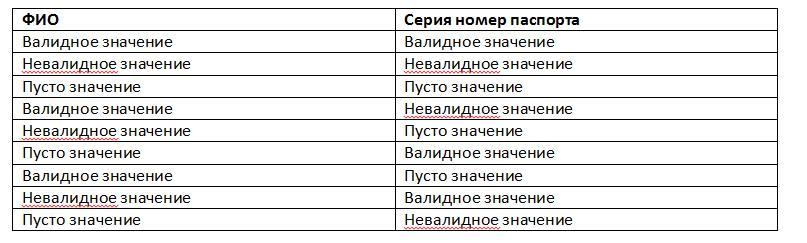 ФИО Серия номер паспорта
Валидное значение Валидное значение
Невалидное значение Невалидное значение
Пусто значение Пусто значение
Валидное значение Невалидное значение
Невалидное значение Пусто значение
Пусто значение Валидное значение
Валидное значение Пусто значение
Невалидное значение Валидное значение
Пусто значение Невалидное значение